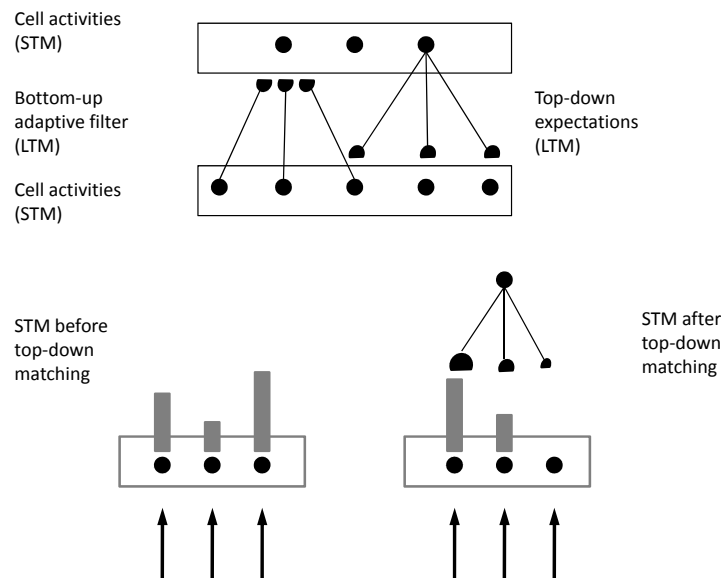 Cell activities
(STM)
Bottom-up
adaptive filter
(LTM)
Top-down
expectations
(LTM)
Cell activities
(STM)
STM before
top-down
matching
STM after
top-down
matching